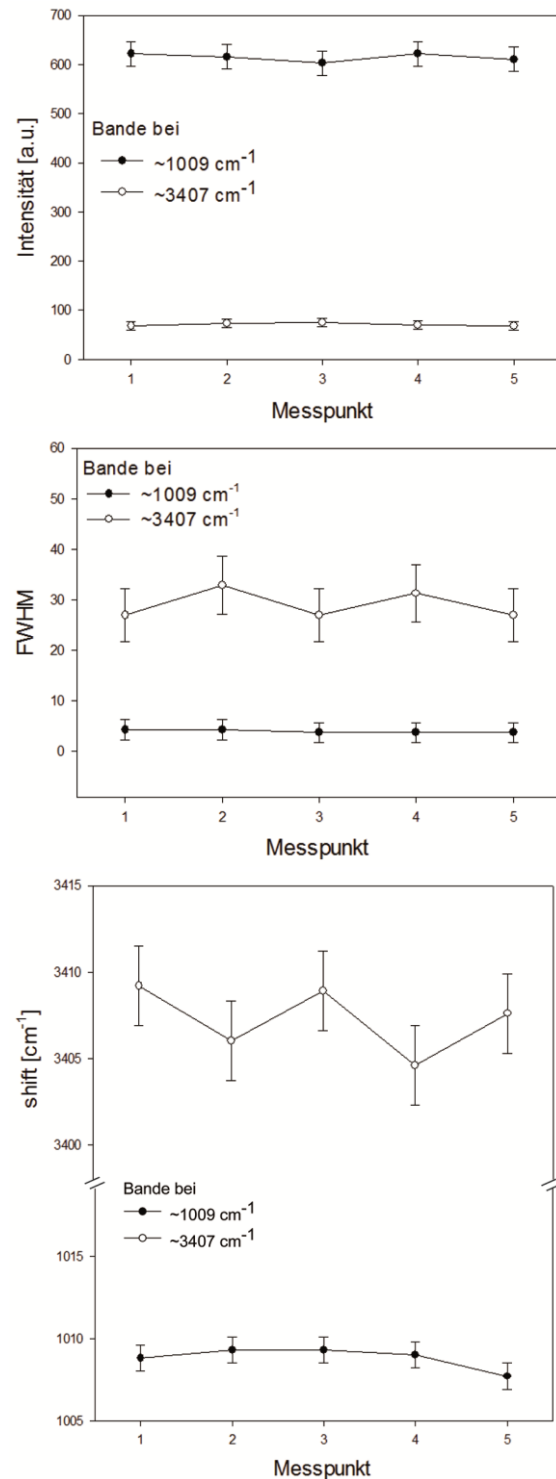 700
600
500
400
300
200
100
0
Intensität [a.u.]
Bande bei
~1009 cm⁻¹
~3407 cm⁻¹
1 2 3 4 5
Messpunkt
60
50
40
30
20
10
0
FWHM
Bande bei
~1009 cm⁻¹
~3407 cm⁻¹
1 2 3 4 5
Messpunkt
3415
3410
3405
3400
shift [cm⁻¹]
Bande bei
~1009 cm⁻¹
~3407 cm⁻¹
1015
1010
1005
1 2 3 4 5
Messpunkt